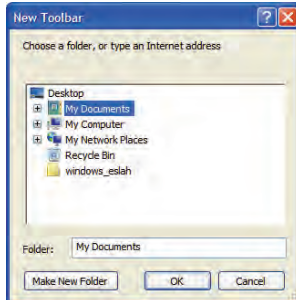 New Toolbar
Choose a folder, or type an Internet address
Desktop
My Documents
My Computer
My Network Places
Recycle Bin
windows_eslah
Folder: My Documents
Make New Folder OK Cancel